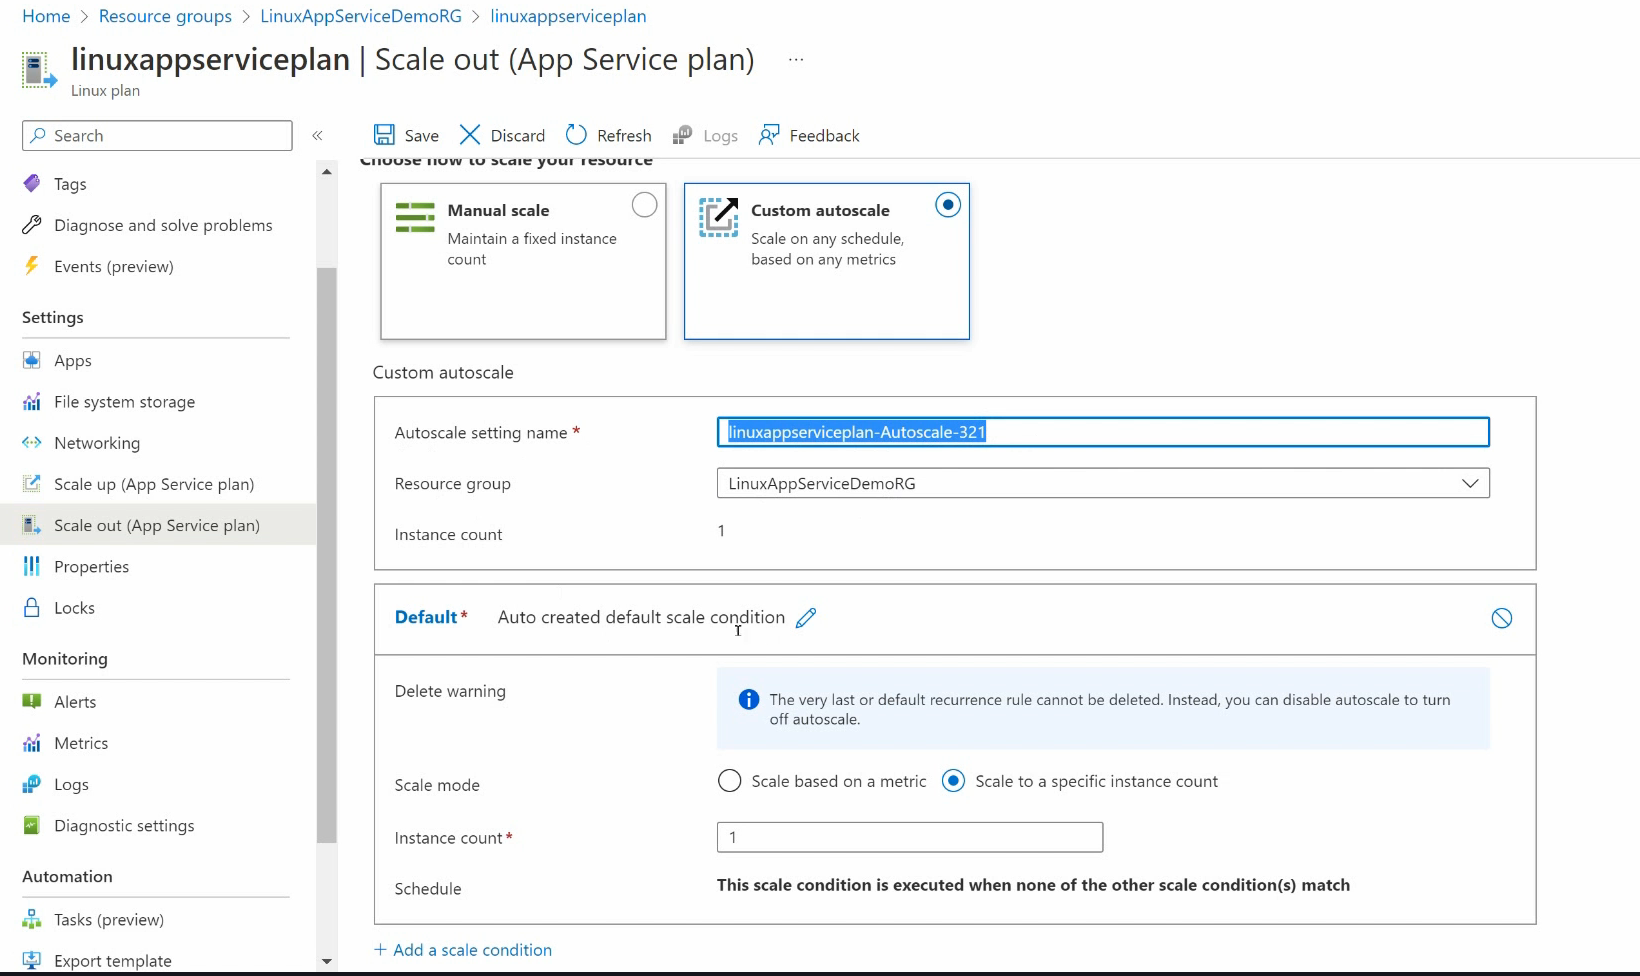 Home > Resource groups > LinuxAppServiceDemoRG > linuxappserviceplan
linuxappserviceplan | Scale out (App Service plan) ...
Linux plan
Search «
Save Discard Refresh Logs Feedback
Choose how to scale your resource
Tags
Diagnose and solve problems
Events (preview)
Settings
Apps
File system storage
Networking
Scale up (App Service plan)
Scale out (App Service plan)
Properties
Locks
Monitoring
Alerts
Metrics
Logs
Diagnostic settings
Automation
Tasks (preview)
Export template
Manual scale
Maintain a fixed instance
count
Custom autoscale
Scale on any schedule,
based on any metrics
Custom autoscale
Autoscale setting name * linuxappserviceplan-Autoscale-321
Resource group LinuxAppServiceDemoRG
Instance count 1
Default* Auto created default scale condition
Delete warning
The very last or default recurrence rule cannot be deleted. Instead, you can disable autoscale to turn
off autoscale.
Scale mode Scale based on a metric Scale to a specific instance count
Instance count* 1
Schedule This scale condition is executed when none of the other scale condition(s) match
+ Add a scale condition